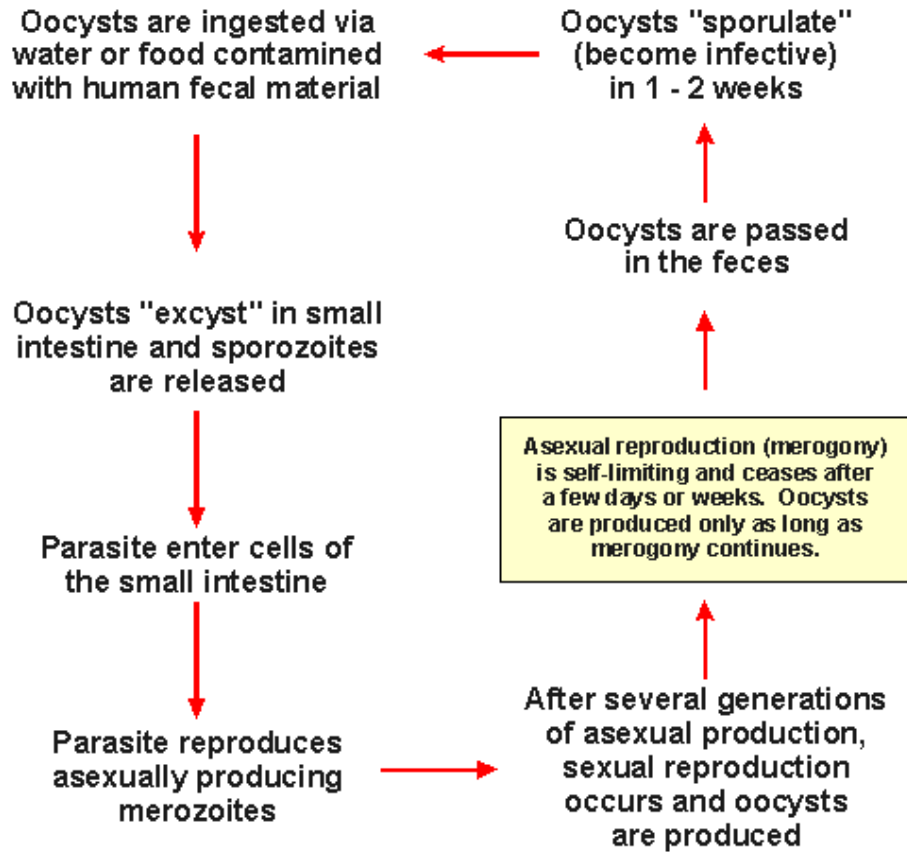 Oocysts are ingested via
water or food contaminated
with human fecal material
Oocysts "excyst" in small
intestine and sporozoites
are released
Parasite enter cells of
the small intestine
Parasite reproduces
asexually producing
merozoites
After several generations
of asexual production,
sexual reproduction
occurs and oocysts
are produced
Asexual reproduction (merogony)
is self-limiting and ceases after
a few days or weeks.  Oocysts
are produced only as long as
merogony continues.
Oocysts are passed
in the feces
Oocysts "sporulate"
(become infective)
in 1 - 2 weeks